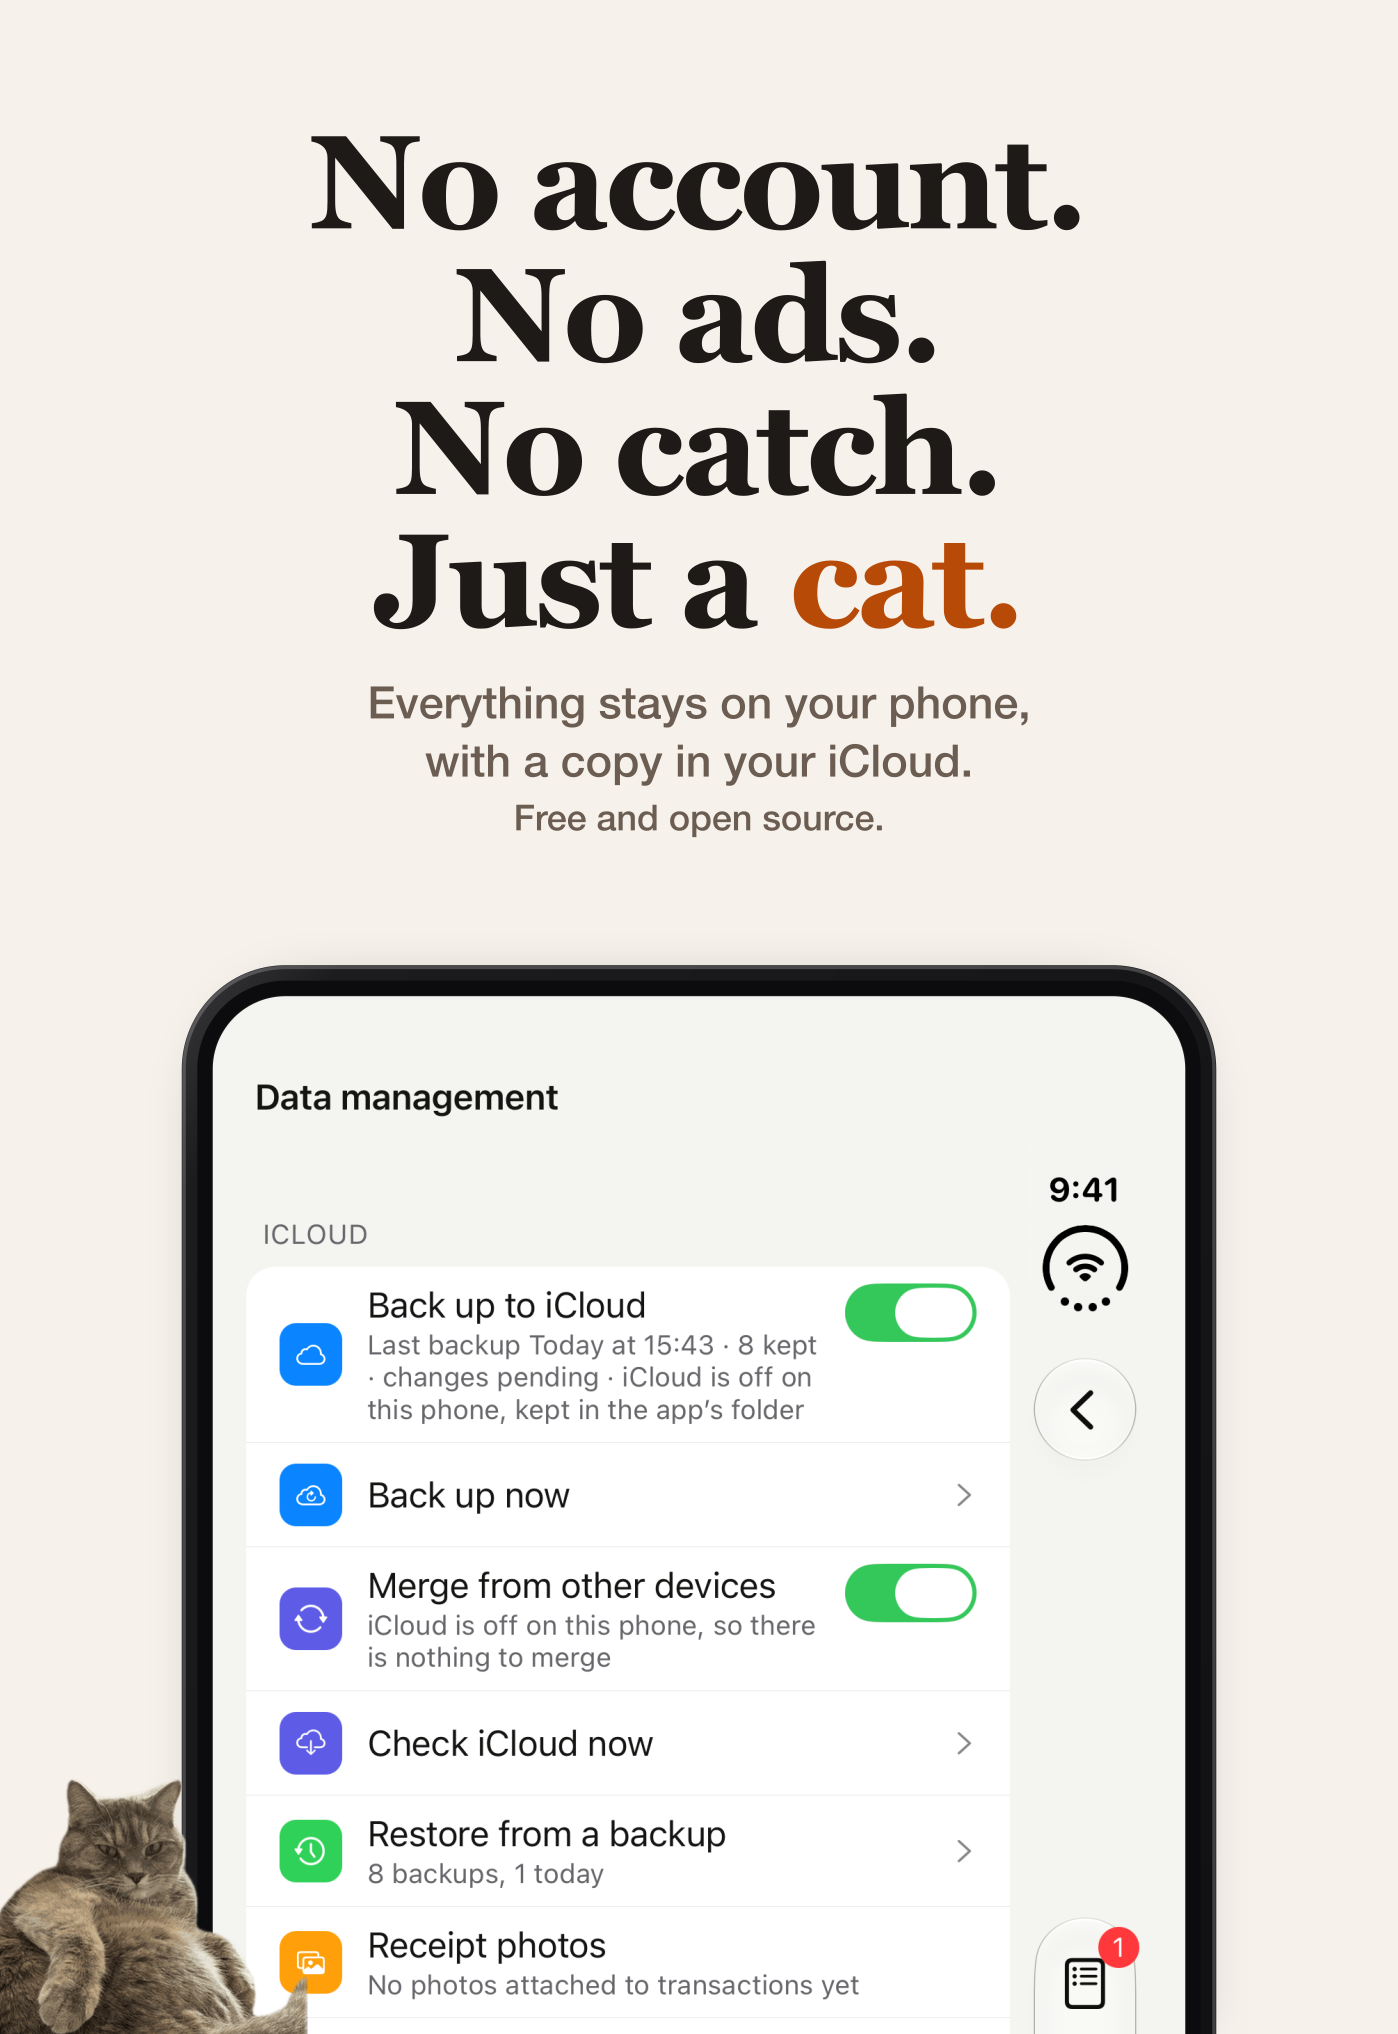 No account.
No ads.
No catch.
Just a cat.
Everything stays on your phone,
with a copy in your iCloud.
Free and open source.
Data management
9:41
ICLOUD
Back up to iCloud
Last backup Today at 15:43 · 8 kept
· changes pending · iCloud is off on
this phone, kept in the app’s folder
Back up now
Merge from other devices
iCloud is off on this phone, so there
is nothing to merge
Check iCloud now
Restore from a backup
8 backups, 1 today
Receipt photos
No photos attached to transactions yet
1